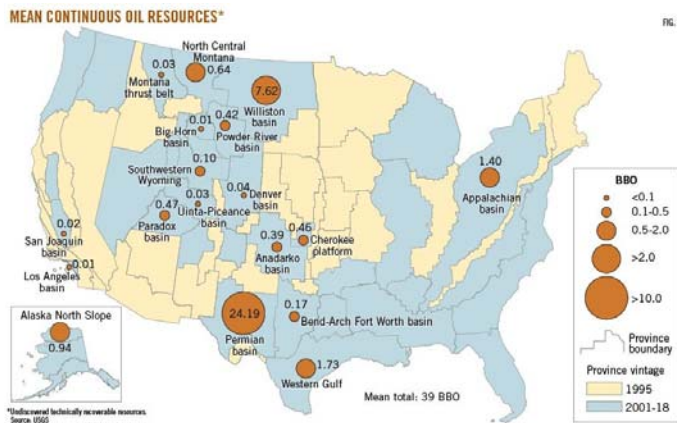 MEAN CONTINUOUS OIL RESOURCES*
FIG.
0.03
Montana
thrust belt
North Central
Montana
0.64
7.62
Williston
basin
0.01
Big Horn
basin
0.42
Powder River
basin
0.10
Southwestern
Wyoming
0.03
Uinta-Piceance
basin
0.04
Denver
basin
0.47
Paradox
basin
0.02
San Joaquin
basin
0.01
Los Angeles
basin
0.39
Anadarko
basin
0.46
Cherokee
platform
1.40
Appalachian
basin
24.19
Permian
basin
0.17
Bend-Arch Fort Worth basin
1.73
Western Gulf
Alaska North Slope
0.94
Mean total: 39 BBO
BBO
<0.1
0.1-0.5
0.5-2.0
>2.0
>10.0
Province
boundary
Province vintage
1995
2001-18
*Undiscovered technically recoverable resources.
Source: USGS